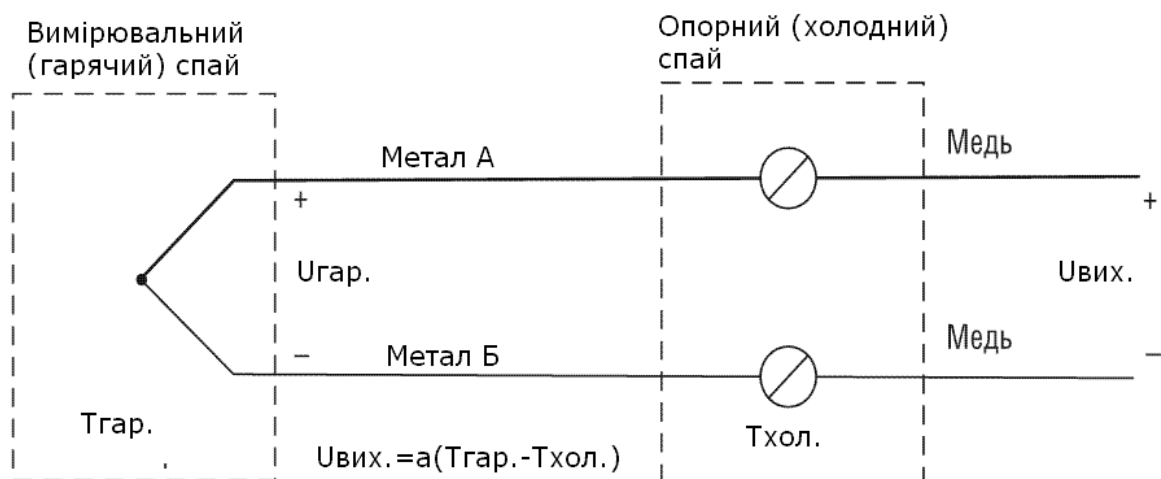 Вимірювальний
(гарячий) спай
Опорний (холодний)
спай
Метал А
Медь
+
+
Uгар.
Uвих.
−
Метал Б
Медь
−
Тгар.
Тхол.
Uвих.=а(Тгар.-Тхол.)